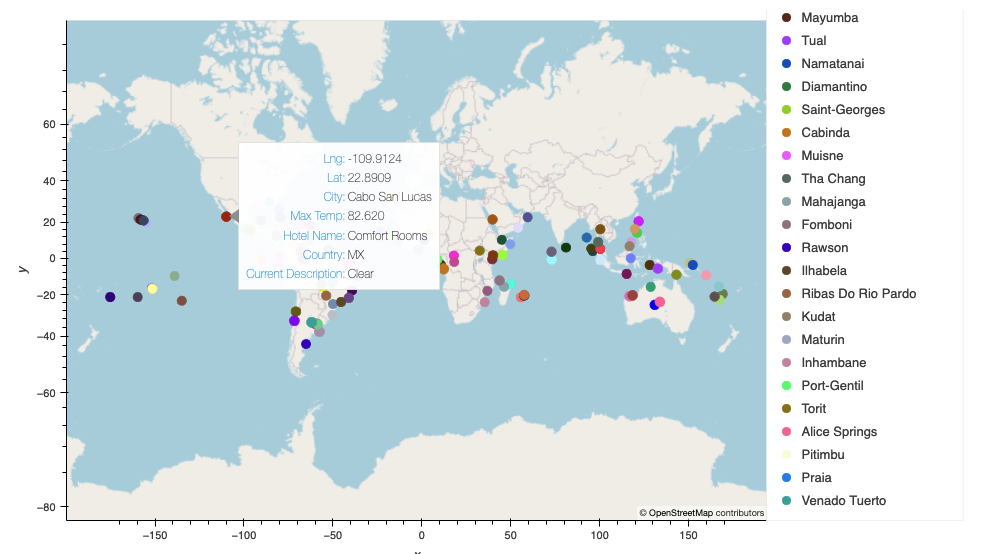 Mayumba
Tual
Namatanai
Diamantino
Saint-Georges
Cabinda
Muisne
Tha Chang
Mahajanga
Fomboni
Rawson
Ilhabela
Ribas Do Rio Pardo
Kudat
Maturin
Inhambane
Port-Gentil
Torit
Alice Springs
Pitimbu
Praia
Venado Tuerto
Lng: -109.9124
Lat: 22.8909
City: Cabo San Lucas
Max Temp: 82.620
Hotel Name: Comfort Rooms
Country: MX
Current Description: Clear
y
60
40
20
0
−20
−40
−60
−80
−150
−100
−50
0
50
100
150
© OpenStreetMap contributors